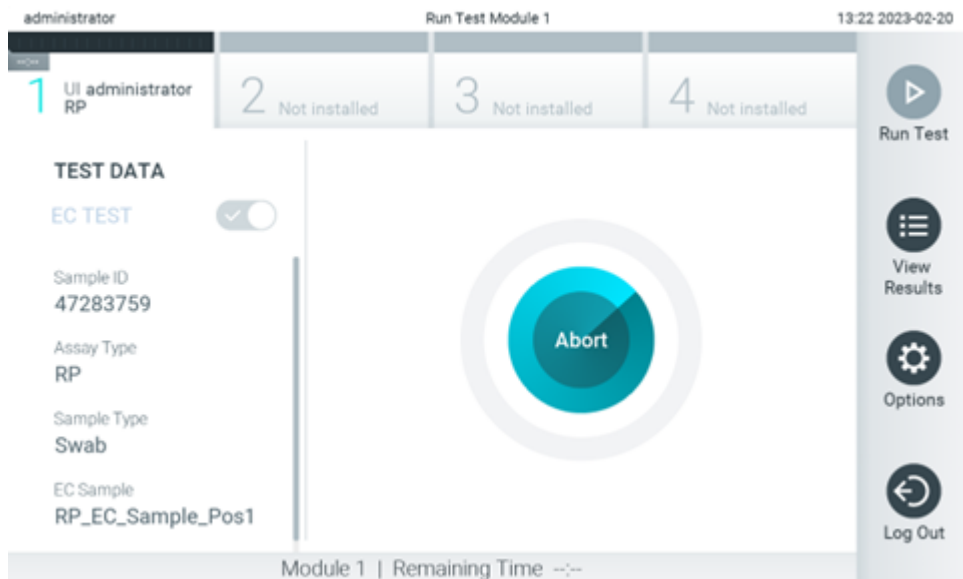 administrator
Run Test Module 1
13:22 2023-02-20
--:--
1
UI administrator
RP
2 Not installed
3 Not installed
4 Not installed
Run Test
TEST DATA
EC TEST
Sample ID
47283759
Assay Type
RP
Sample Type
Swab
EC Sample
RP_EC_Sample_Pos1
Abort
View
Results
Options
Log Out
Module 1 | Remaining Time --:--